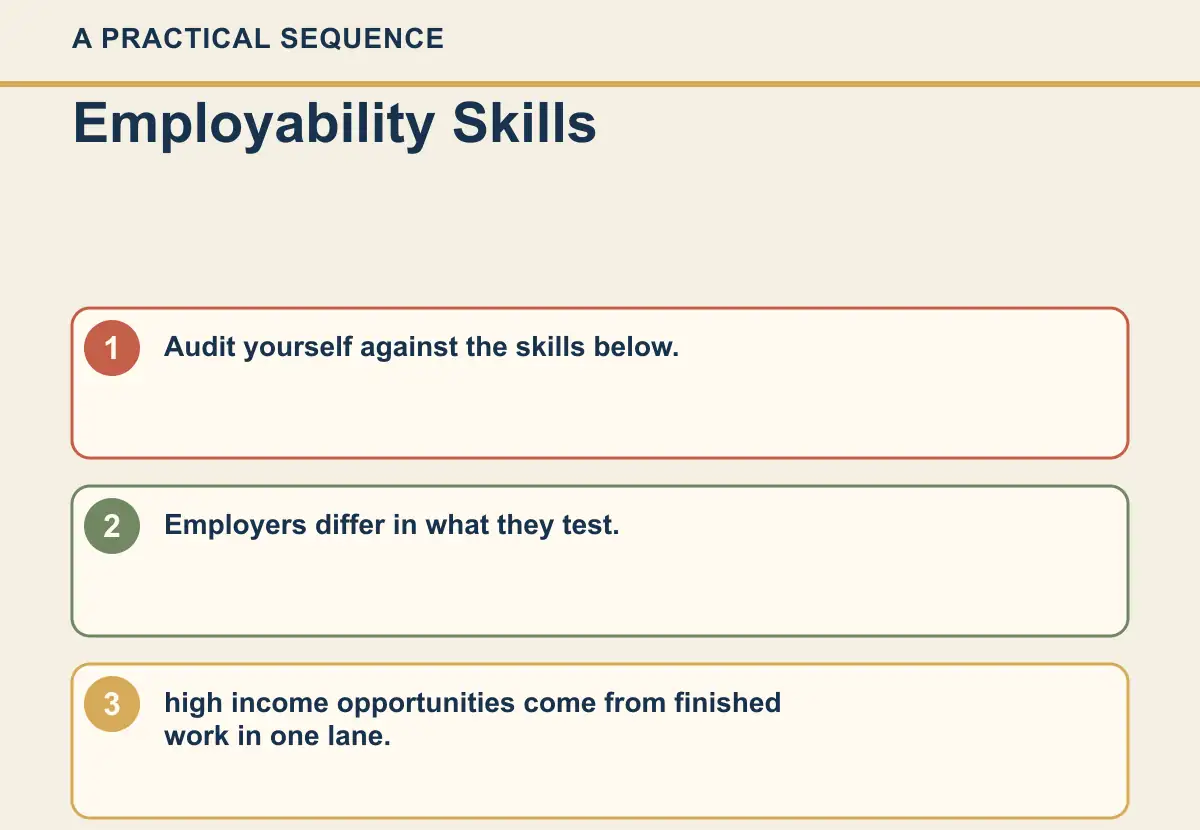 A PRACTICAL SEQUENCE
Employability Skills
1
Audit yourself against the skills below.
2
Employers differ in what they test.
3
high income opportunities come from finished
work in one lane.